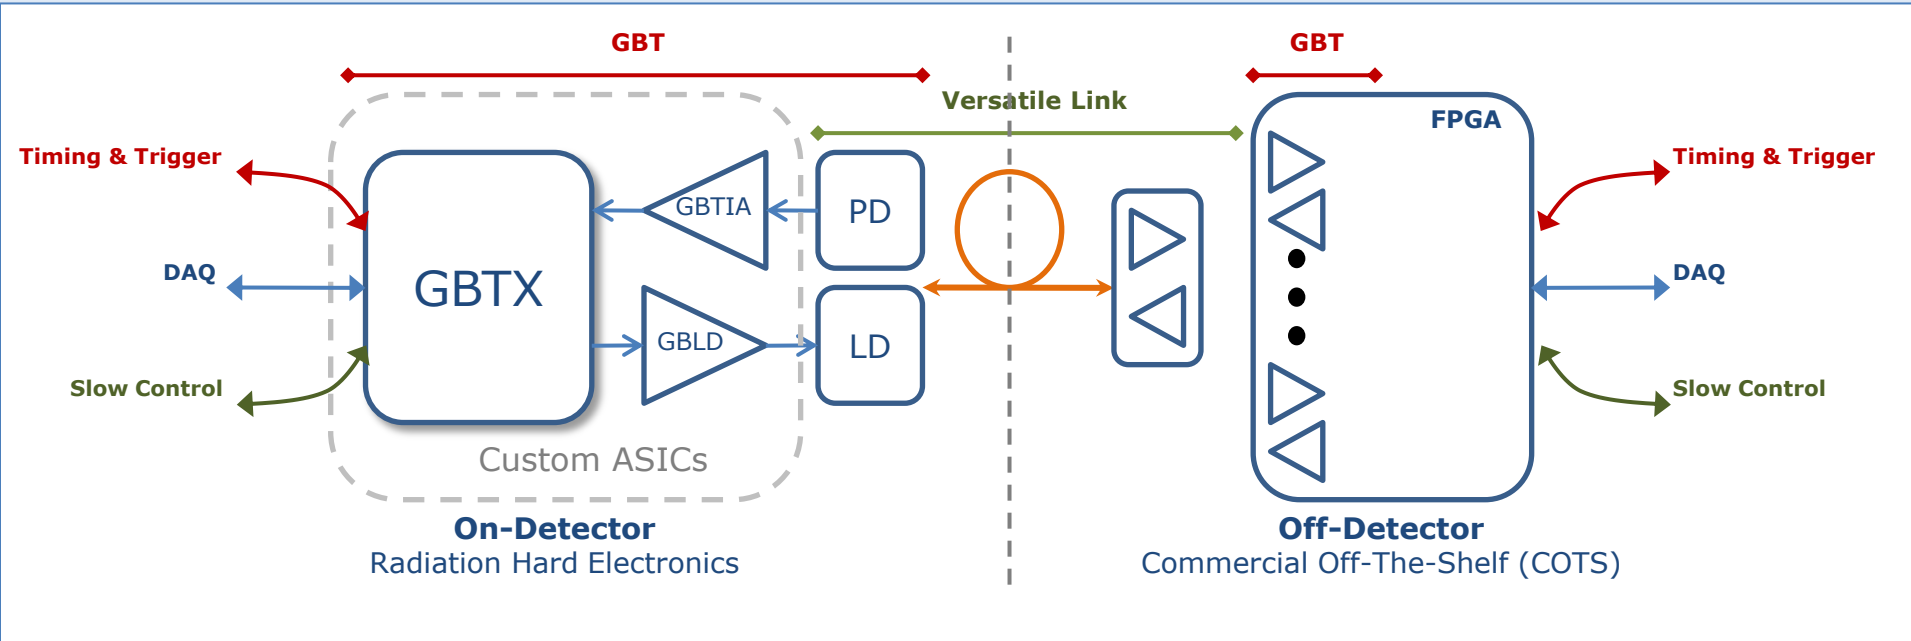 GBT
GBT
Versatile Link
FPGA
Timing & Trigger
Timing & Trigger
GBTIA
PD
DAQ
GBTX
DAQ
GBLD
LD
Slow Control
Slow Control
Custom ASICs
On-Detector
Radiation Hard Electronics
Off-Detector
Commercial Off-The-Shelf (COTS)